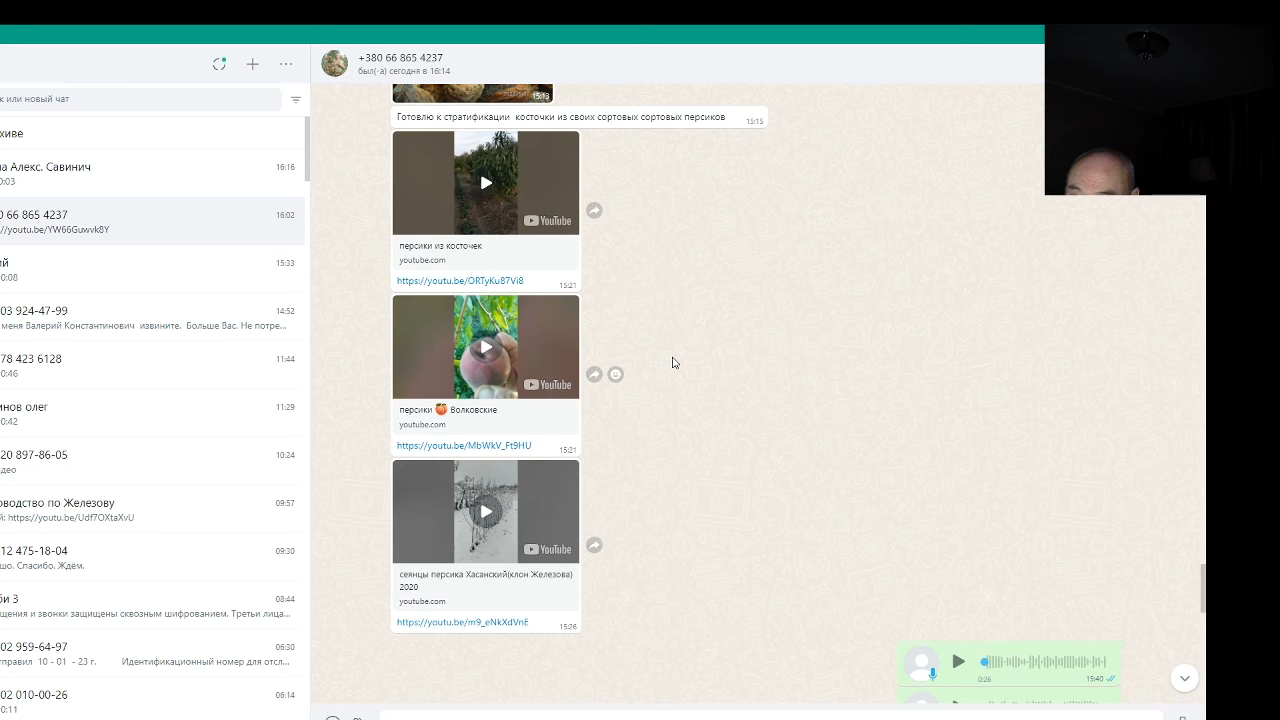 к или новый чат
хиве
а Алекс. Савинич
16:16
0:03
0 66 865 4237
16:02
//youtu.be/YW66Guwvk8Y
ий
15:33
0:08
03 924-47-99
14:52
меня Валерий Константинович извините. Больше Вас. Не потре...
78 423 6128
11:44
0:46
инов олег
11:29
0:42
20 897-86-05
10:24
део
оводство по Железову
09:57
й: https://youtu.be/Udf7OXtaXvU
12 475-18-04
09:30
шо. Спасибо. Ждём.
би 3
08:44
щения и звонки защищены сквозным шифрованием. Третьи лица...
02 959-64-97
06:30
правил 10 - 01 - 23 г. Идентификационный номер для отсл...
02 010-00-26
06:14
0:11
+380 66 865 4237
был(-а) сегодня в 16:14
15:13
Готовлю к стратификации косточки из своих сортовых сортовых персиков
15:15
YouTube
персики из косточек
youtube.com
https://youtu.be/ORTyKu87Vi8
15:21
YouTube
персики 🍑 Волковские
youtube.com
https://youtu.be/MbWkV_Ft9HU
15:21
YouTube
сеянцы персика Хасанский(клон Железова)
2020
youtube.com
https://youtu.be/m9_eNkXdVnE
15:26
0:26
15:40